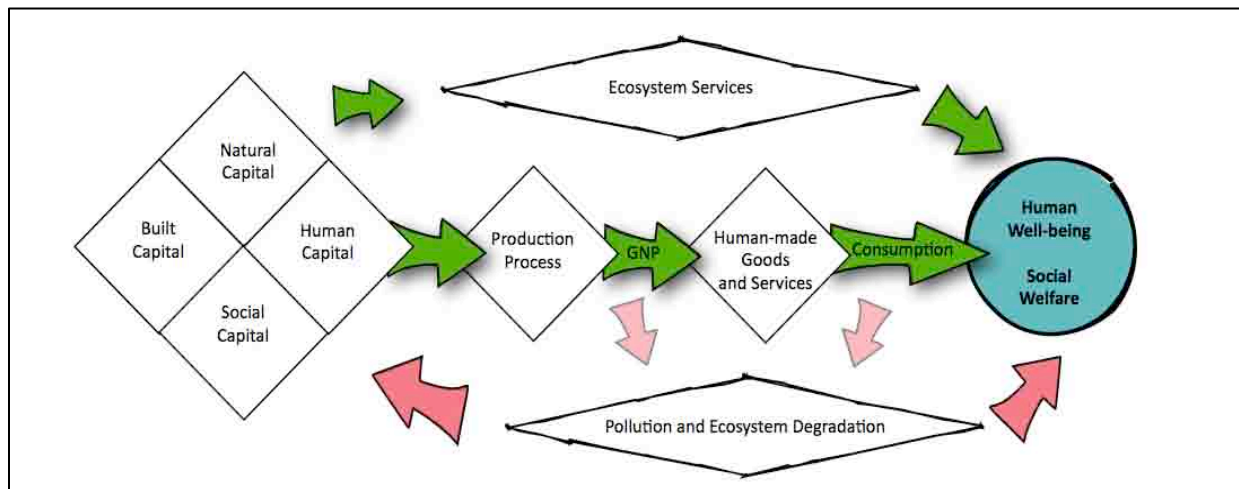 Ecosystem Services
Natural
Capital
Built
Capital
Human
Capital
Social
Capital
Production
Process
GNP
Human-made
Goods
and Services
Consumption
Human
Well-being
Social
Welfare
Pollution and Ecosystem Degradation